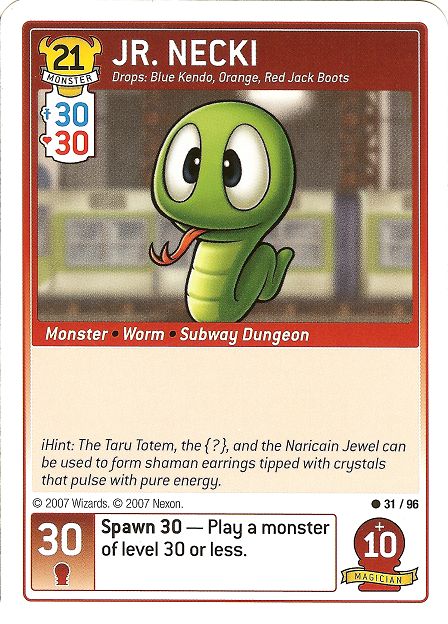 21
MONSTER
JR. NECKI
Drops: Blue Kendo, Orange, Red Jack Boots
30
30
Monster • Worm • Subway Dungeon
iHint: The Taru Totem, the {?}, and the Naricain Jewel can
be used to form shaman earrings tipped with crystals
that pulse with pure energy.
© 2007 Wizards. © 2007 Nexon.
● 31 / 96
30
Spawn 30 — Play a monster
of level 30 or less.
+
10
MAGICIAN